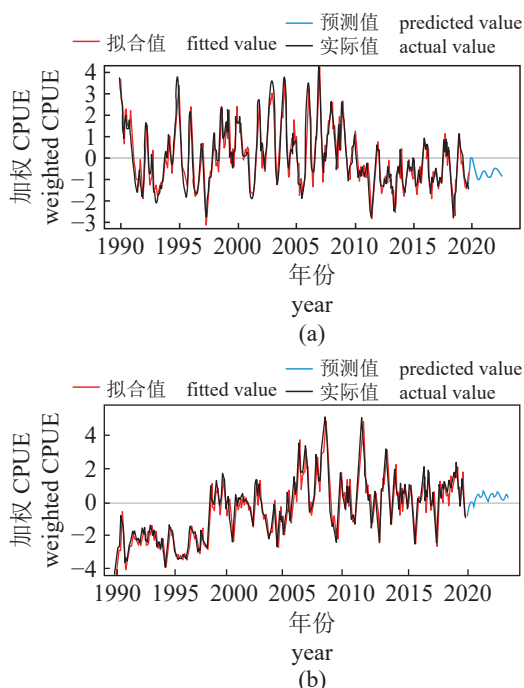 预测值 predicted value
拟合值 fitted value 实际值 actual value
加权 CPUE
weighted CPUE
4
3
2
1
0
-1
-2
-3
1990 1995 2000 2005 2010 2015 2020
年份
year
(a)
预测值 predicted value
拟合值 fitted value 实际值 actual value
加权 CPUE
weighted CPUE
4
2
0
-2
-4
1990 1995 2000 2005 2010 2015 2020
年份
year
(b)